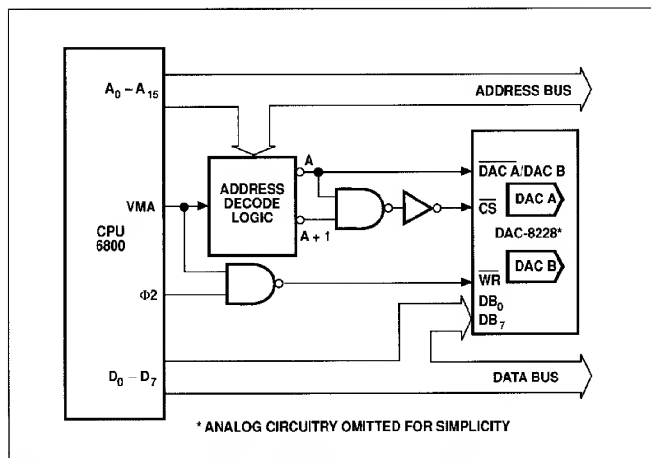 A0 – A15
ADDRESS BUS
A
DAC A/DAC B
ADDRESS
DECODE
LOGIC
VMA
CS
DAC A
A + 1
DAC-8228*
CPU
6800
DAC B
WR
Φ2
DB0
DB7
D0 – D7
DATA BUS
* ANALOG CIRCUITRY OMITTED FOR SIMPLICITY